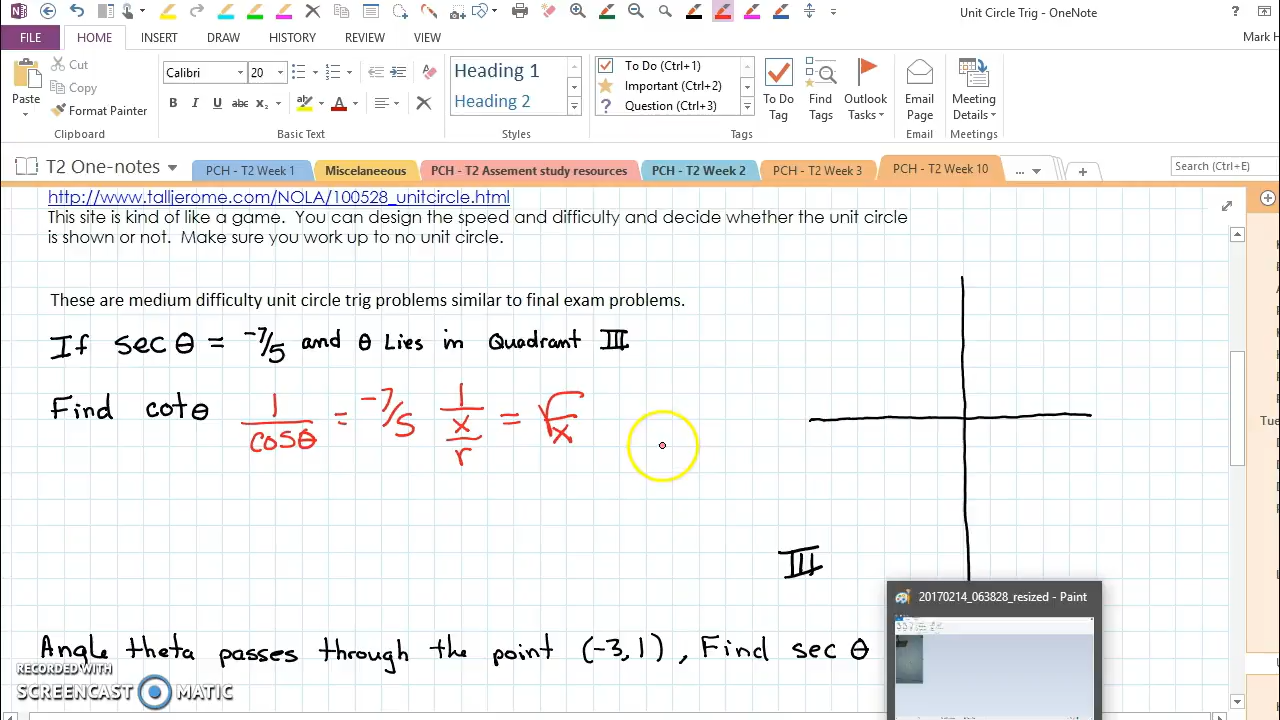 Unit Circle Trig - OneNote ?
FILE HOME INSERT DRAW HISTORY REVIEW VIEW Mark H
Paste
Cut
Copy
Format Painter
Clipboard
Calibri 20
B I U abc x₂ A
Basic Text
Heading 1
Heading 2
Styles
To Do (Ctrl+1)
Important (Ctrl+2)
? Question (Ctrl+3)
To Do Tag
Find Tags
Outlook Tasks
Tags
Email Page
Email
Meeting Details
Meetings
T2 One-notes PCH - T2 Week 1 Miscelaneeous PCH - T2 Assement study resources PCH - T2 Week 2 PCH - T2 Week 3 PCH - T2 Week 10 ... + Search (Ctrl+E)
http://www.talljerome.com/NOLA/100528_unitcircle.html
This site is kind of like a game. You can design the speed and difficulty and decide whether the unit circle
is shown or not. Make sure you work up to no unit circle.
These are medium difficulty unit circle trig problems similar to final exam problems.
If sec θ = -7/5 and θ Lies in Quadrant III
Find cot θ 1/cosθ = -7/5 1/(x/r) = r/x
III
20170214_063828_resized - Paint
Angle theta passes through the point (-3,1), Find sec θ
RECORDED WITH
SCREENCAST MATIC
Tue